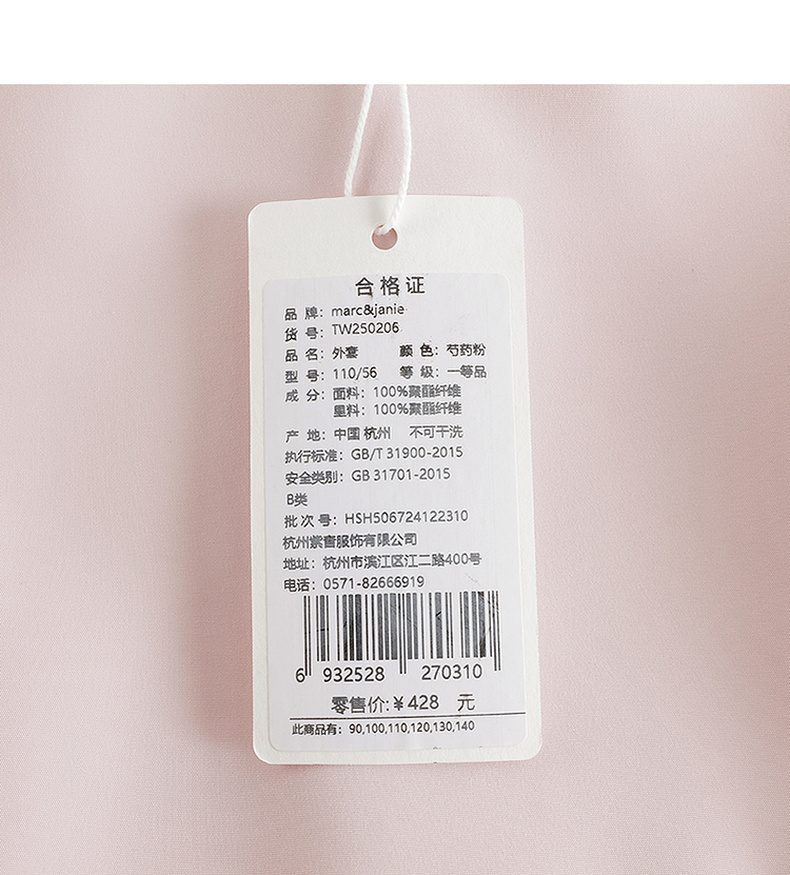 合格证
品 牌: marc&janie
货 号: TW250206
品 名: 外套 颜 色: 芍药粉
型 号: 110/56 等 级: 一等品
成 分: 面料: 100%聚酯纤维
里料: 100%聚酯纤维
产 地: 中国 杭州 不可干洗
执行标准: GB/T 31900-2015
安全类别: GB 31701-2015
B类
批 次 号: HSH506724122310
杭州紫奮服饰有限公司
地址: 杭州市滨江区江二路400号
电话: 0571-82666919
6 932528 270310
零售价:¥428 元
此商品有: 90,100,110,120,130,140